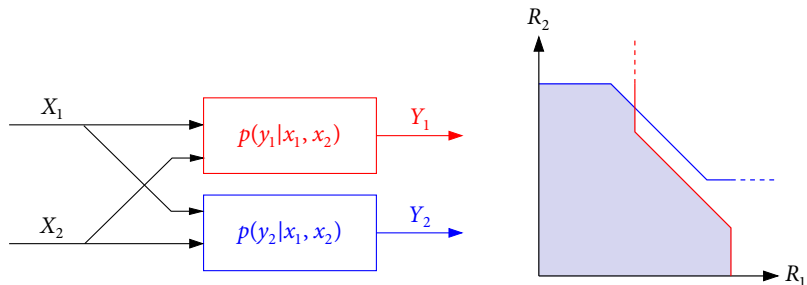 X₁
p(y₁|x₁, x₂)
Y₁
X₂
p(y₂|x₁, x₂)
Y₂
R₂
R₁